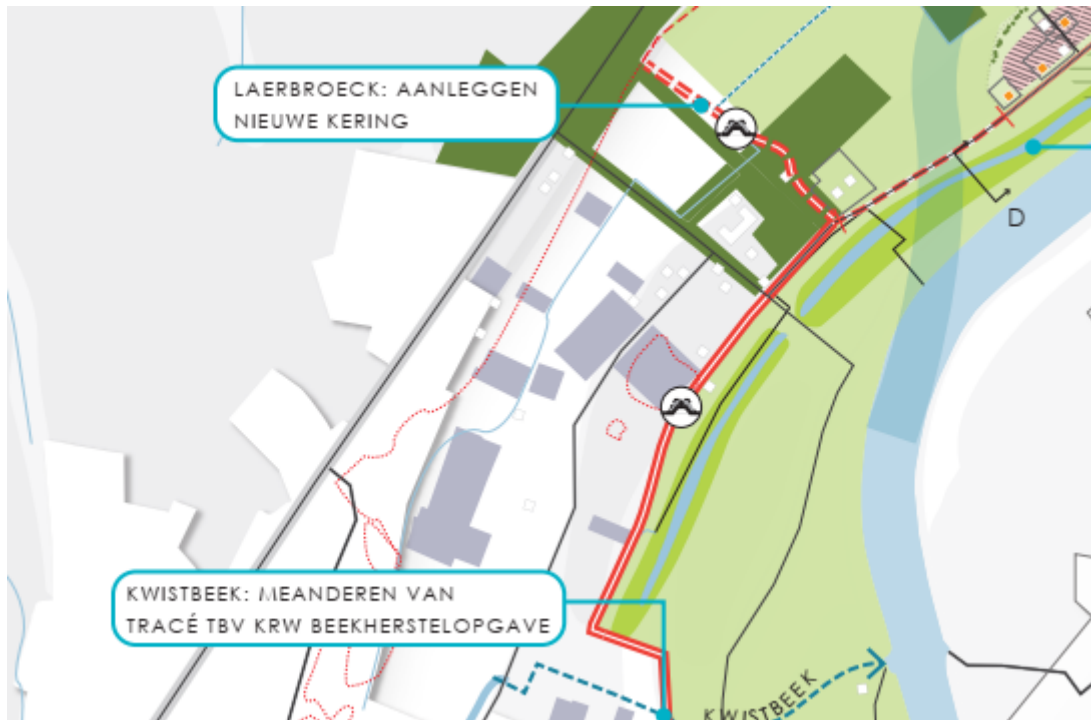 LAERBROECK: AANLEGGEN
NIEUWE KERING
D
KWISTBEEK: MEANDEREN VAN
TRACÉ TBV KRW BEEKHERSTELOPGAVE
KWISTBEEK